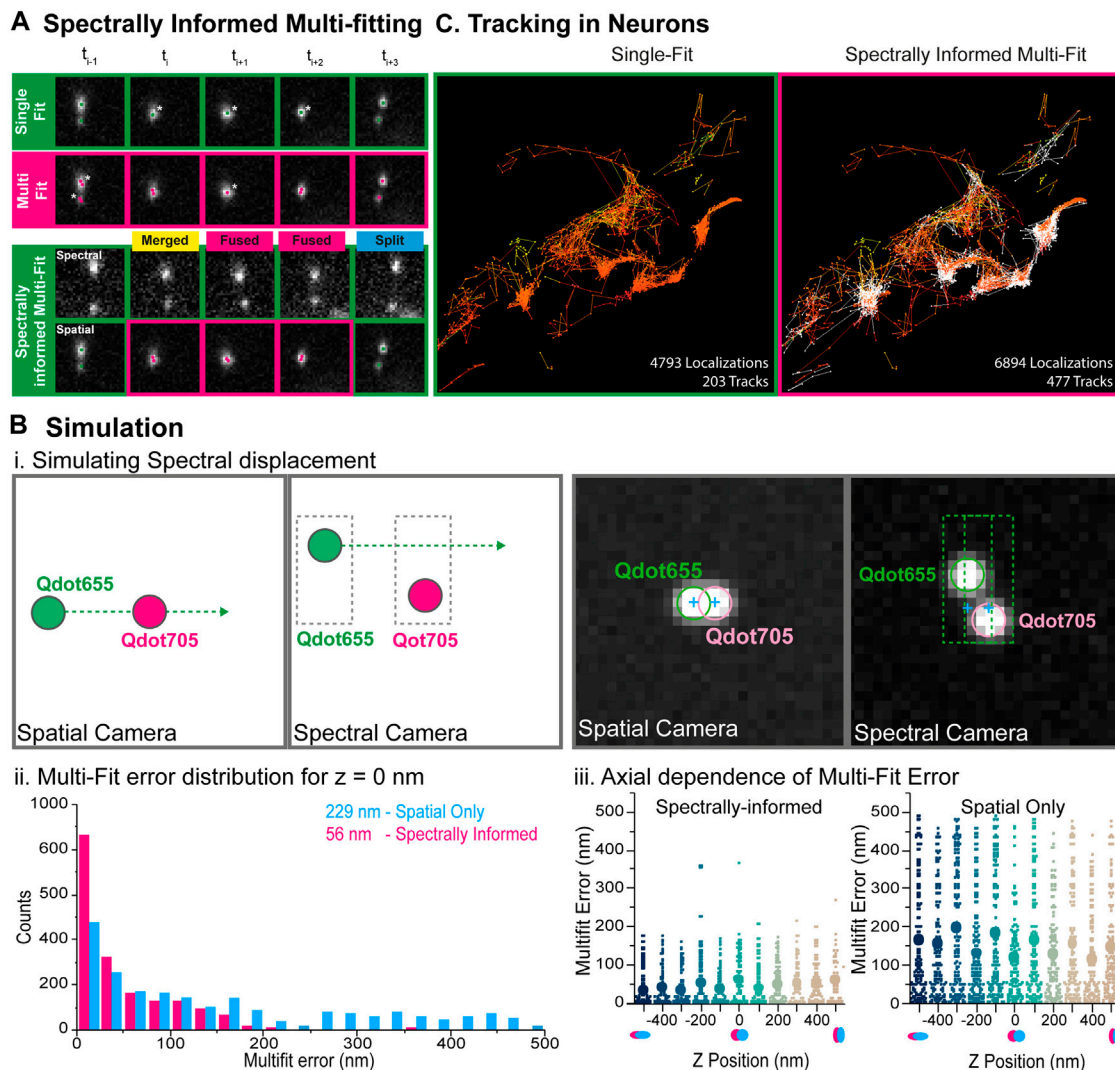 A Spectrally Informed Multi-fitting
t i-1 t i t i+1 t i+2 t i+3
Single Fit
* * *
Multi Fit
* * *
Merged Fused Fused Split
Spectrally informed Multi-Fit
Spectral
Spatial
C. Tracking in Neurons
Single-Fit
Spectrally Informed Multi-Fit
4793 Localizations
203 Tracks
6894 Localizations
477 Tracks
B Simulation
i. Simulating Spectral displacement
Qdot655
Qdot705
Spatial Camera
Qdot655
Qot705
Spectral Camera
Qdot655
Qdot705
Spatial Camera
Qdot655
Qdot705
Spectral Camera
ii. Multi-Fit error distribution for z = 0 nm
1000
800
600
400
200
0
Counts
229 nm - Spatial Only
56 nm - Spectrally Informed
0 100 200 300 400 500
Multifit error (nm)
iii. Axial dependence of Multi-Fit Error
Spectrally-informed
500
400
300
200
100
0
Multifit Error (nm)
-400 -200 0 200 400
Z Position (nm)
Spatial Only
500
400
300
200
100
0
Multifit Error (nm)
-400 -200 0 200 400
Z Position (nm)